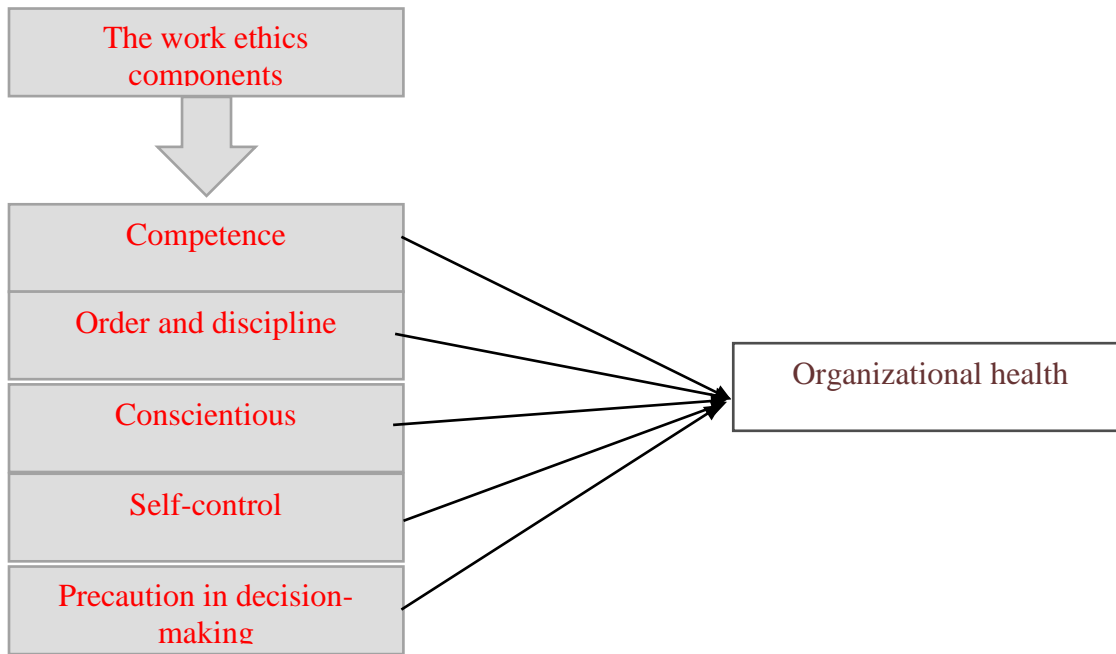 The work ethics
components
Competence
Order and discipline
Conscientious
Self-control
Precaution in decision-
making
Organizational health